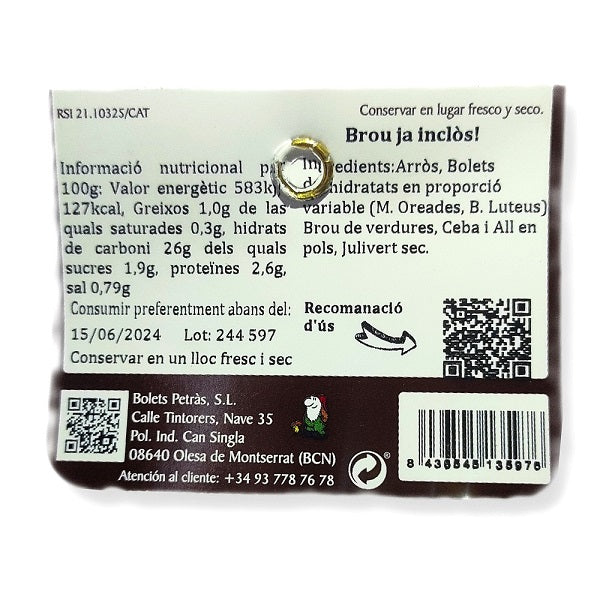 RSI 21.10325/CAT
Conservar en lugar fresco y seco.
Brou ja inclòs!
Informació nutricional per
100g: Valor energètic 583kj,
127kcal, Greixos 1,0g de las
quals saturades 0,3g, hidrats
de carboni 26g dels quals
sucres 1,9g, proteïnes 2,6g,
sal 0,79g
Ingredients:Arròs, Bolets
deshidratats en proporció
variable (M. Oreades, B. Luteus)
Brou de verdures, Ceba i All en
pols, Julivert sec.
Consumir preferentment abans del:
15/06/2024 Lot: 244 597
Conservar en un lloc fresc i sec
Recomanació
d'ús
Bolets Petràs, S.L.
Calle Tintorers, Nave 35
Pol. Ind. Can Singla
08640 Olesa de Montserrat (BCN)
Atención al cliente: +34 93 778 76 78
8 436545 135976